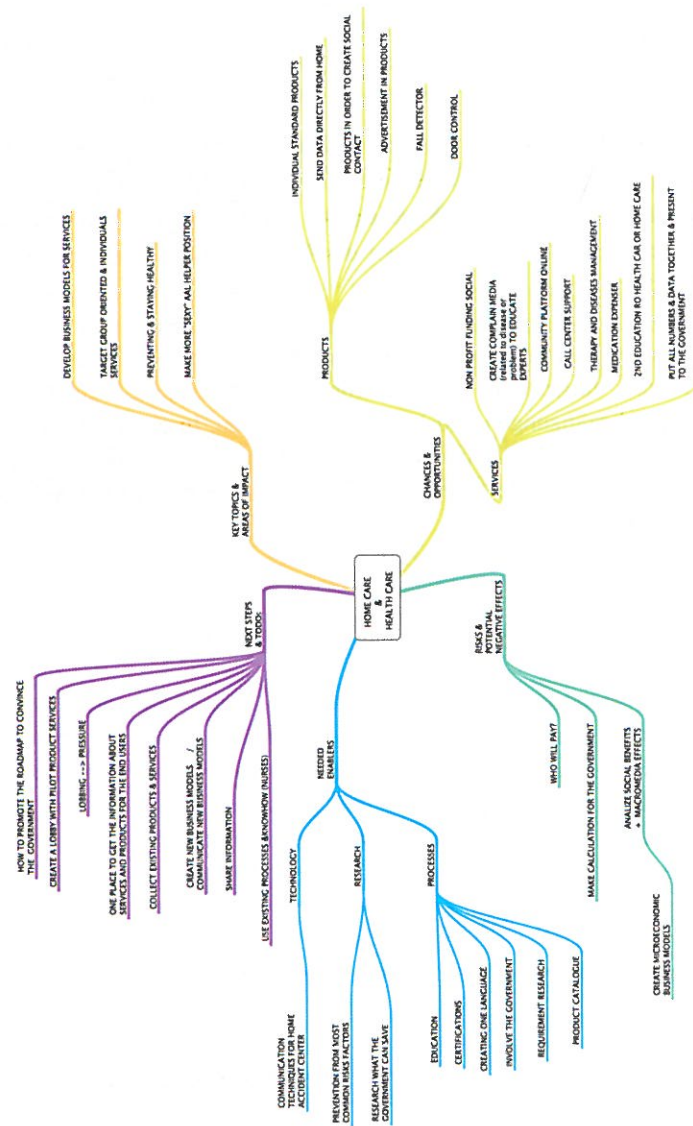 HOME CARE
&
HEALTH CARE
NEXT STEPS
& TODO:
HOW TO PROMOTE THE ROADMAP TO CONVINCE
THE GOVERNMENT
CREATE A LOBBY WITH PILOT PRODUCT SERVICES
LOBBING --> PRESSURE
ONE PLACE TO GET THE INFORMATION ABOUT
SERVICES AND PRODUCTS FOR THE END USERS
COLLECT EXISTING PRODUCTS & SERVICES
CREATE NEW BUSINESS MODELS /
COMMUNICATE NEW BUSINESS MODELS
SHARE INFORMATION
USE EXISTING PROCESSES &KNOWHOW (NURSES)
KEY TOPICS &
AREAS OF IMPACT
DEVELOP BUSINESS MODELS FOR SERVICES
TARGET GROUP ORIENTED & INDIVIDUALS
SERVICES
PREVENTING & STAYING HEALTHY
MAKE MORE "SEXY" AAL HELPER POSITION
CHANCES &
OPPORTUNITIES
PRODUCTS
INDIVIDUAL STANDARD PRODUCTS
SEND DATA DIRECTLY FROM HOME
PRODUCTS IN ORDER TO CREATE SOCIAL
CONTACT
ADVERTISEMENT IN PRODUCTS
FALL DETECTOR
DOOR CONTROL
SERVICES
NON PROFIT FUNDING SOCIAL
CREATE COMPLAIN MEDIA
(related to disease or
problem) TO EDUCATE
EXPERTS
COMMUNITY PLATFORM ONLINE
CALL CENTER SUPPORT
THERAPY AND DISEASES MANAGEMENT
MEDICATION EXPENSER
2ND EDUCATION RO HEALTH CAR OR HOME CARE
PUT ALL NUMBERS & DATA TOGETHER & PRESENT
TO THE GOVERNMENT
NEEDED
ENABLERS
TECHNOLOGY
COMMUNICATION
TECHNIQUES FOR HOME
ACCIDENT CENTER
RESEARCH
PREVENTION FROM MOST
COMMON RISKS FACTORS
RESEARCH WHAT THE
GOVERNMENT CAN SAVE
PROCESSES
EDUCATION
CERTIFICATIONS
CREATING ONE LANGUAGE
INVOLVE THE GOVERNMENT
REQUIREMENT RESEARCH
PRODUCT CATALOGUE
RISKS &
POTENTIAL
NEGATIVE EFFECTS
WHO WILL PAY?
MAKE CALCULATION FOR THE GOVERNMENT
ANALIZE SOCIAL BENEFITS
+ MACROMEDIA EFFECTS
CREATE MICROECONOMIC
BUSINESS MODELS